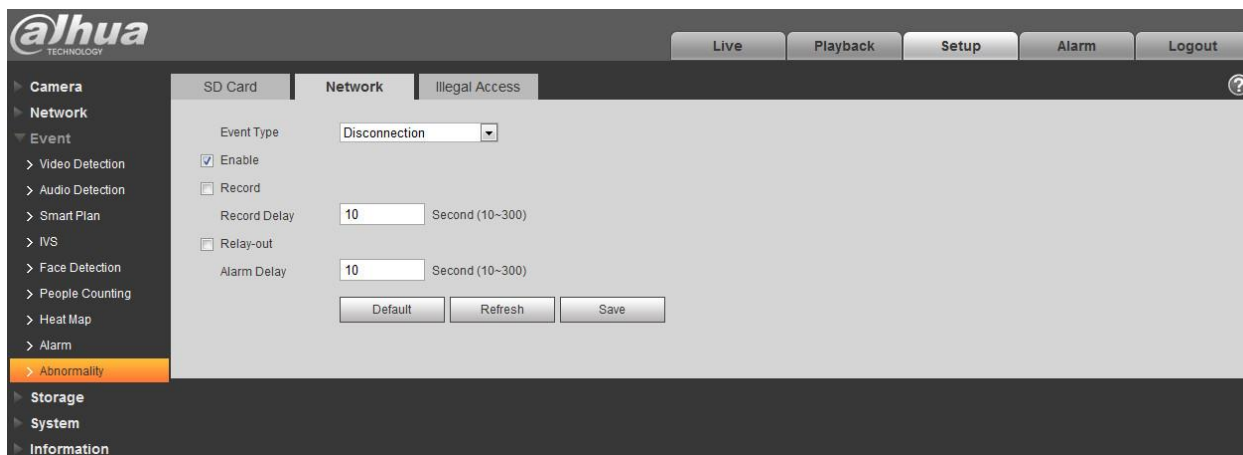 alhua
TECHNOLOGY
Live
Playback
Setup
Alarm
Logout
Camera
Network
Event
Video Detection
Audio Detection
Smart Plan
IVS
Face Detection
People Counting
Heat Map
Alarm
Abnormality
Storage
System
Information
SD Card
Network
Illegal Access
?
Event Type Disconnection
Enable
Record
Record Delay 10 Second (10~300)
Relay-out
Alarm Delay 10 Second (10~300)
Default Refresh Save